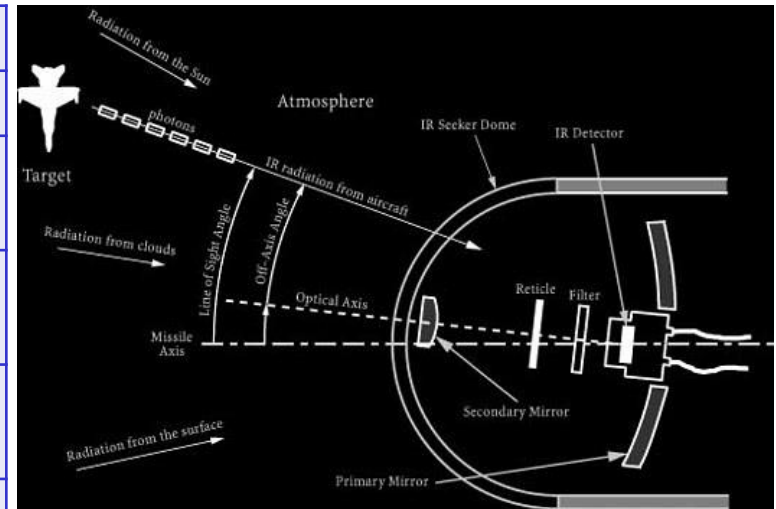 Radiation from the Sun
Atmosphere
photons
IR Seeker Dome
IR Detector
Target
IR radiation from aircraft
Line of Sight Angle
Off-Axis Angle
Radiation from clouds
Optical Axis
Reticle
Filter
Missile
Axis
Secondary Mirror
Radiation from the surface
Primary Mirror